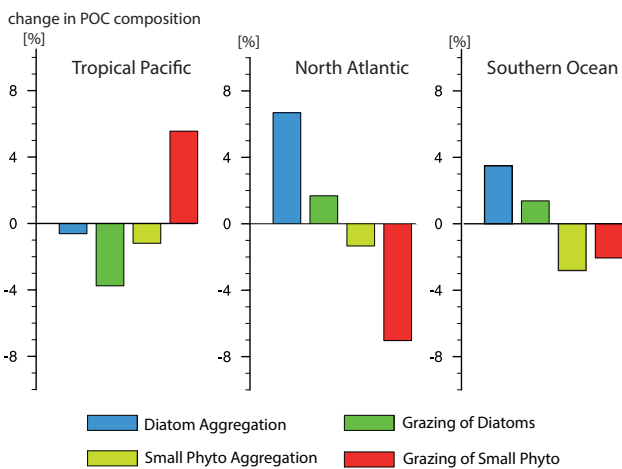 change in POC composition
[%] [%] [%]
Tropical Pacific North Atlantic Southern Ocean
8 8 8
4 4 4
0 0 0
-4 -4 -4
-8 -8 -8
Diatom Aggregation Grazing of Diatoms
Small Phyto Aggregation Grazing of Small Phyto